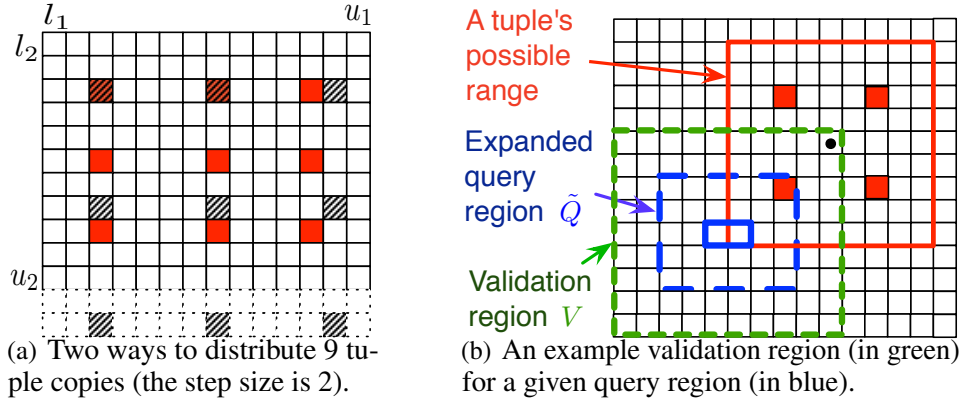 l₁ u₁
l₂
u₂
(a) Two ways to distribute 9 tu-
ple copies (the step size is 2).
A tuple's
possible
range
Expanded
query
region Q̃
Validation
region V
(b) An example validation region (in green)
for a given query region (in blue).